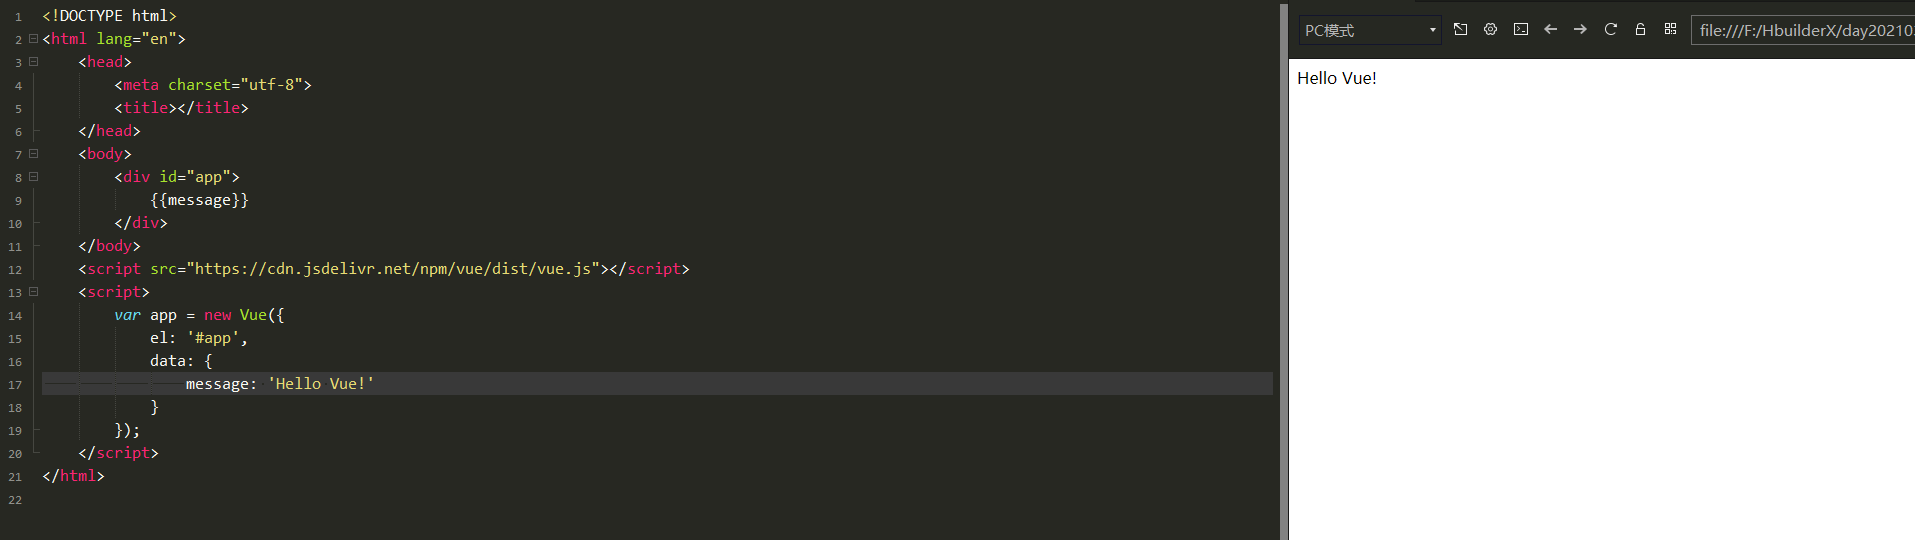 1 <!DOCTYPE html>
2 <html lang="en">
3 <head>
4 <meta charset="utf-8">
5 <title></title>
6 </head>
7 <body>
8 <div id="app">
9 {{message}}
10 </div>
11 </body>
12 <script src="https://cdn.jsdelivr.net/npm/vue/dist/vue.js"></script>
13 <script>
14 var app = new Vue({
15 el: '#app',
16 data: {
17 message: 'Hello Vue!'
18 }
19 });
20 </script>
21 </html>
22
PC模式
file:///F:/HbuilderX/day20210
Hello Vue!